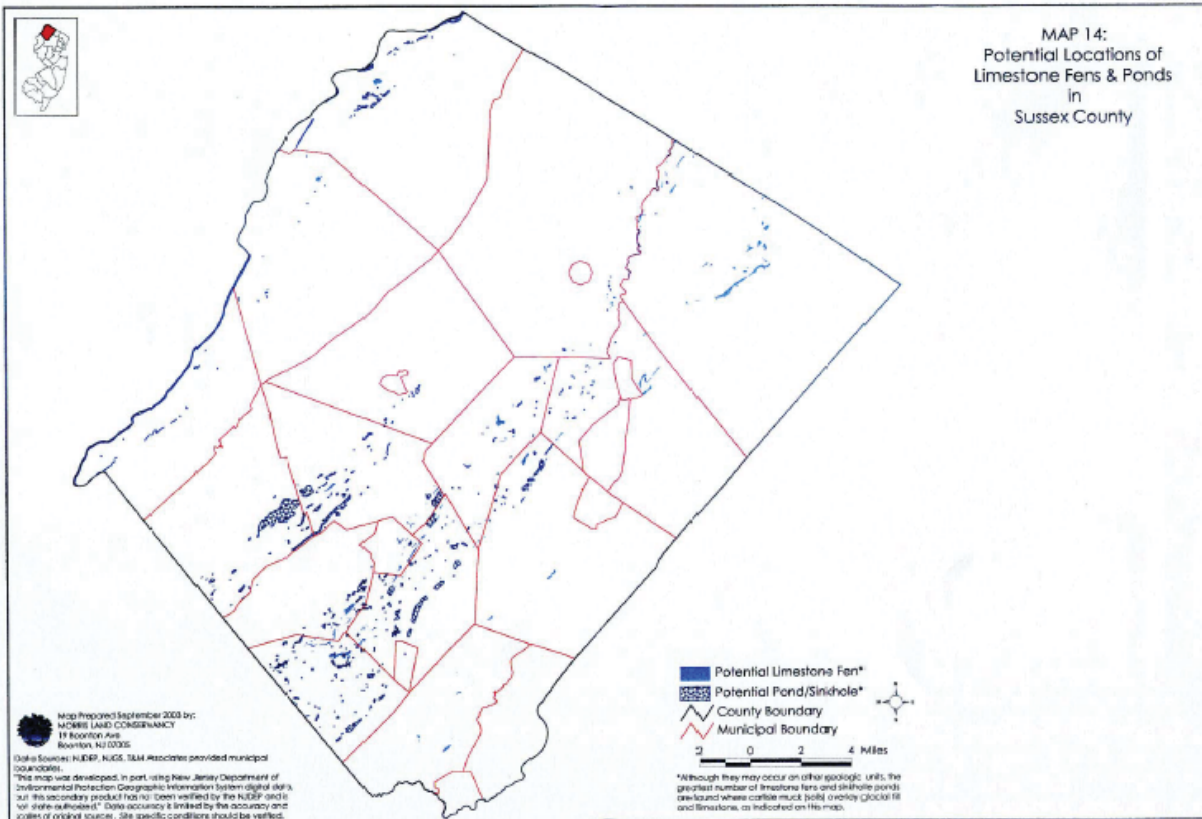 MAP 14:
Potential Locations of
Limestone Fens & Ponds
in
Sussex County
Potential Limestone Fen*
Potential Pond/Sinkhole*
County Boundary
Municipal Boundary
2 0 2 4 Miles
*Although they may occur on other geologic units, the
greatest number of limestone fens and sinkhole ponds
are found where carlisle muck (soils) overlay glacial till
and limestone, as indicated on this map.
Map Prepared September 2003 by:
MORRIS LAND CONSERVANCY
19 Boonton Ave
Boonton, NJ 07005
Data Sources: NJDEP, NJGS, T&M Associates provided municipal
boundaries.
"This map was developed, in part, using New Jersey Department of
Environmental Protection Geographic Information System digital data,
but this secondary product has not been verified by the NJDEP and is
not state-authorized." Data accuracy is limited by the accuracy and
scales of original sources. Site specific conditions should be verified.